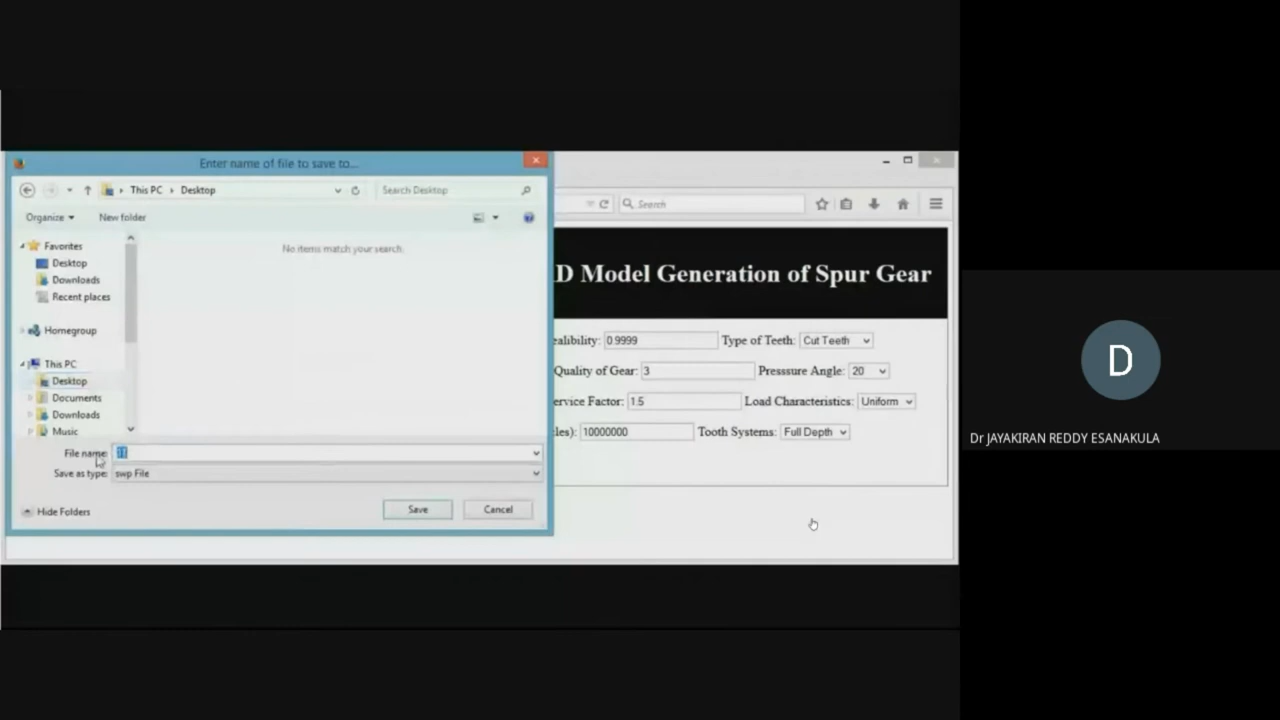 Enter name of file to save to...
This PC Desktop Search Desktop
Organize New folder
Favorites
Desktop
Downloads
Recent places
Homegroup
This PC
Desktop
Documents
Downloads
Music
No items match your search.
File name:
Save as type: swp File
Hide Folders Save Cancel
Search
D Model Generation of Spur Gear
ealibility: 0.9999 Type of Teeth: Cut Teeth
Quality of Gear: 3 Presssure Angle: 20
ervice Factor: 1.5 Load Characteristics: Uniform
les): 10000000 Tooth Systems: Full Depth
D
Dr JAYAKIRAN REDDY ESANAKULA